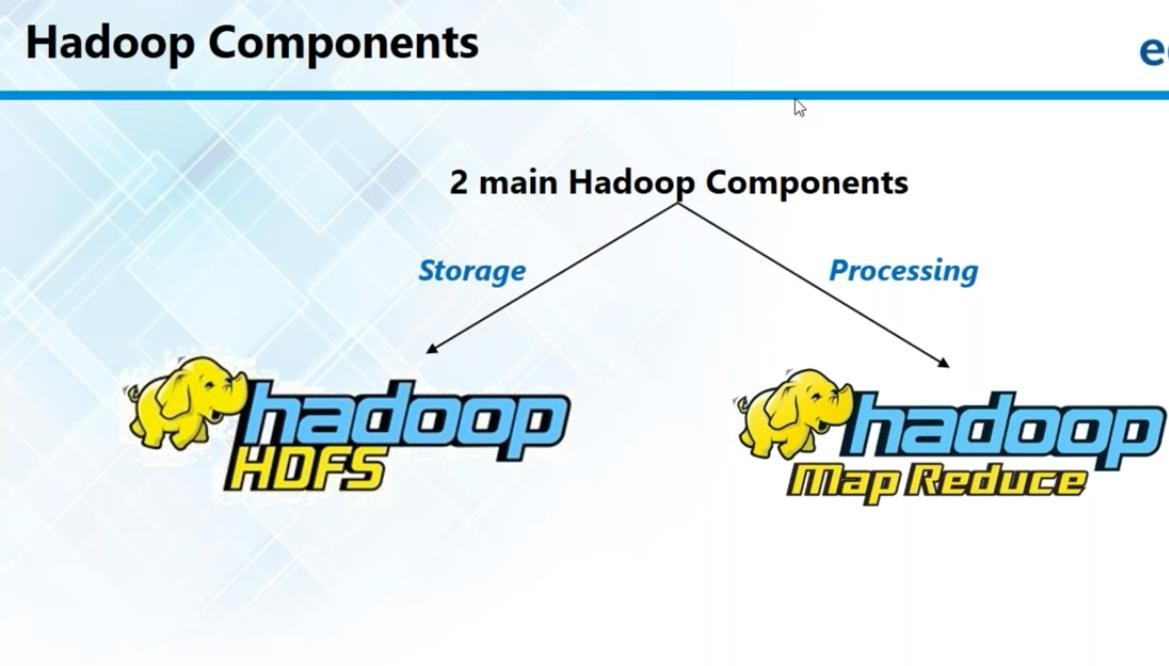 Hadoop Components
2 main Hadoop Components
Storage
Processing
hadoop
HDFS
hadoop
Map Reduce